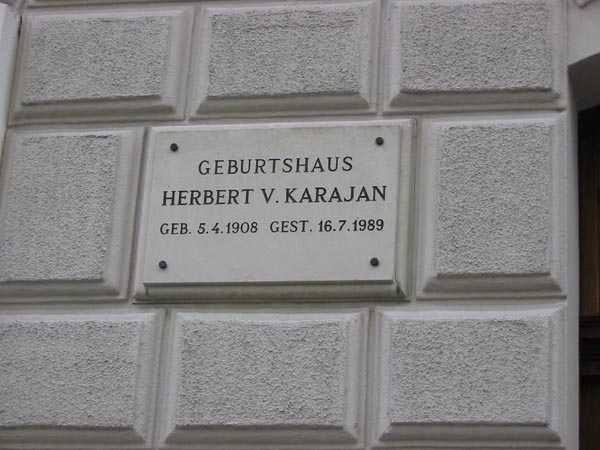 GEBURTSHAUS
HERBERT V. KARAJAN
GEB. 5.4.1908 GEST. 16.7.1989